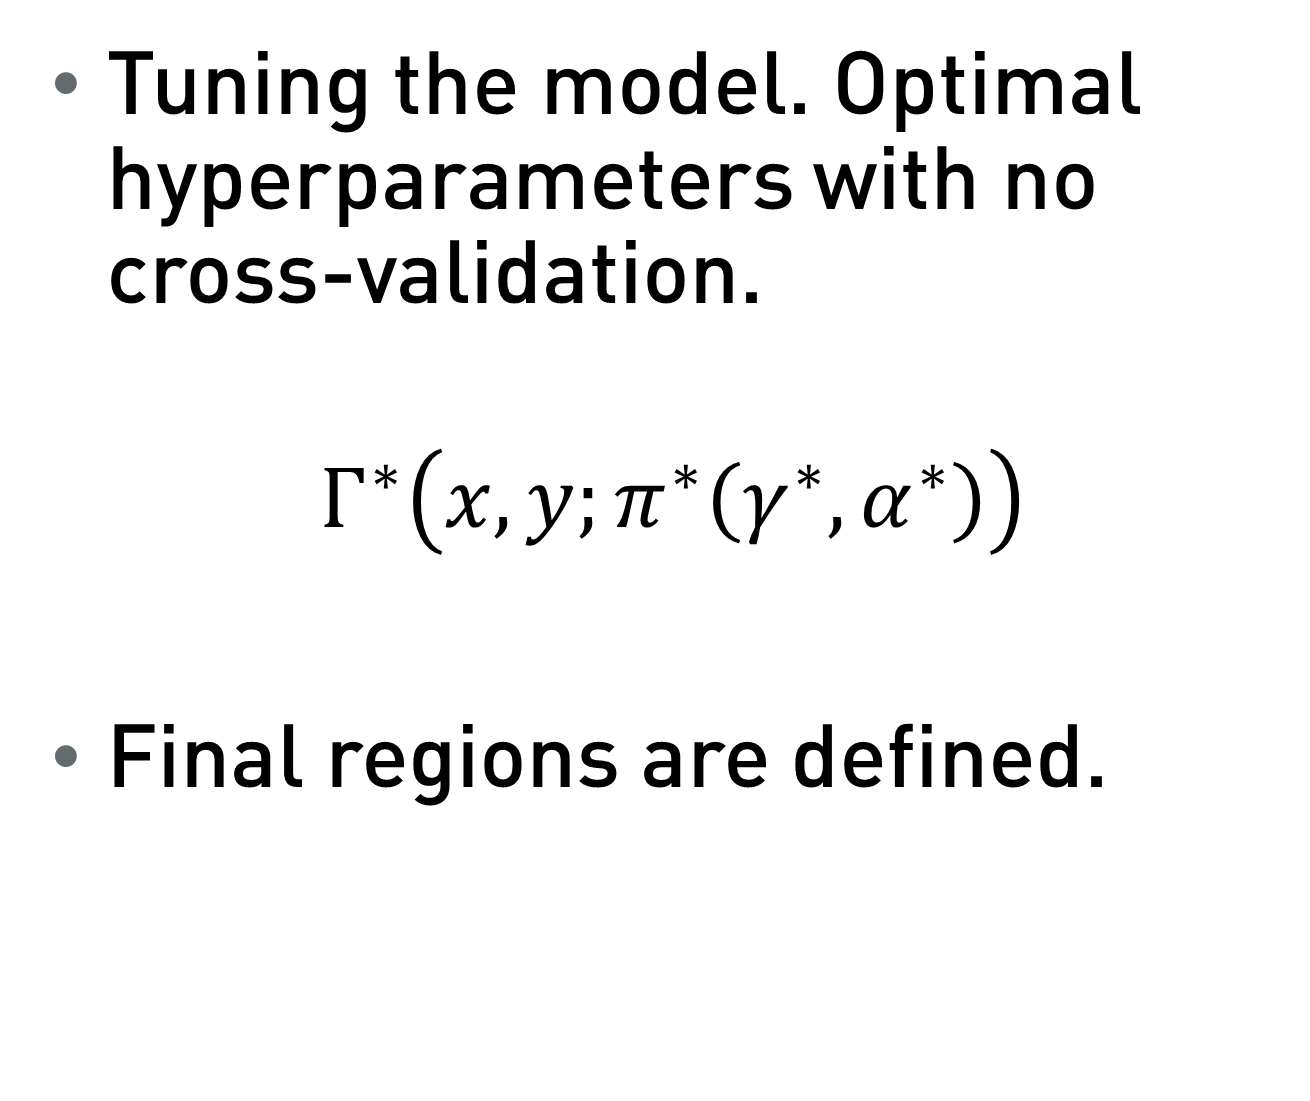 • Tuning the model. Optimal
hyperparameters with no
cross-validation.
Γ*(x, y; π*(γ*, α*))
• Final regions are defined.